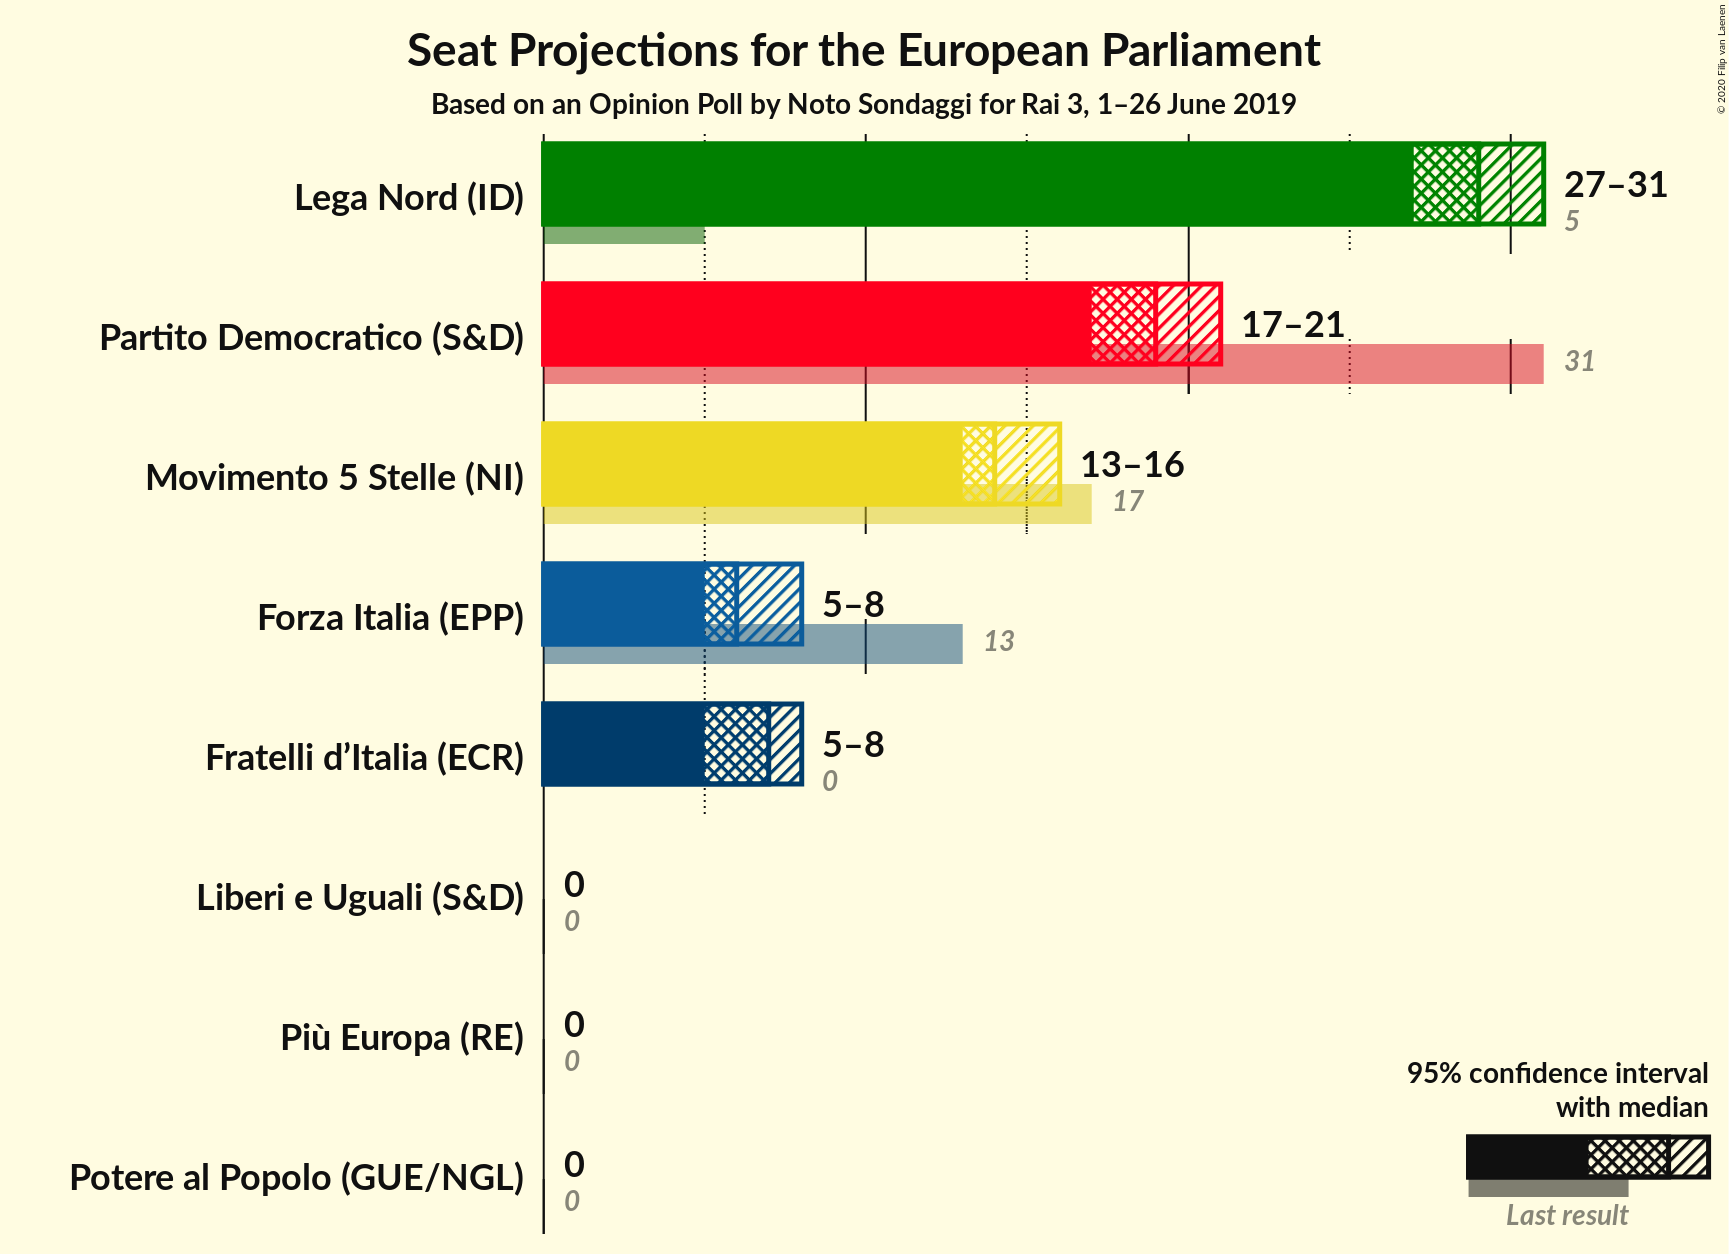 Seat Projections for the European Parliament
Based on an Opinion Poll by Noto Sondaggi for Rai 3, 1–26 June 2019
© 2020 Filip van Laenen
Lega Nord (ID)
27–31
5
Partito Democratico (S&D)
17–21
31
Movimento 5 Stelle (NI)
13–16
17
Forza Italia (EPP)
5–8
13
Fratelli d’Italia (ECR)
5–8
0
Liberi e Uguali (S&D)
0
0
Più Europa (RE)
0
0
Potere al Popolo (GUE/NGL)
0
0
95% confidence interval
with median
Last result